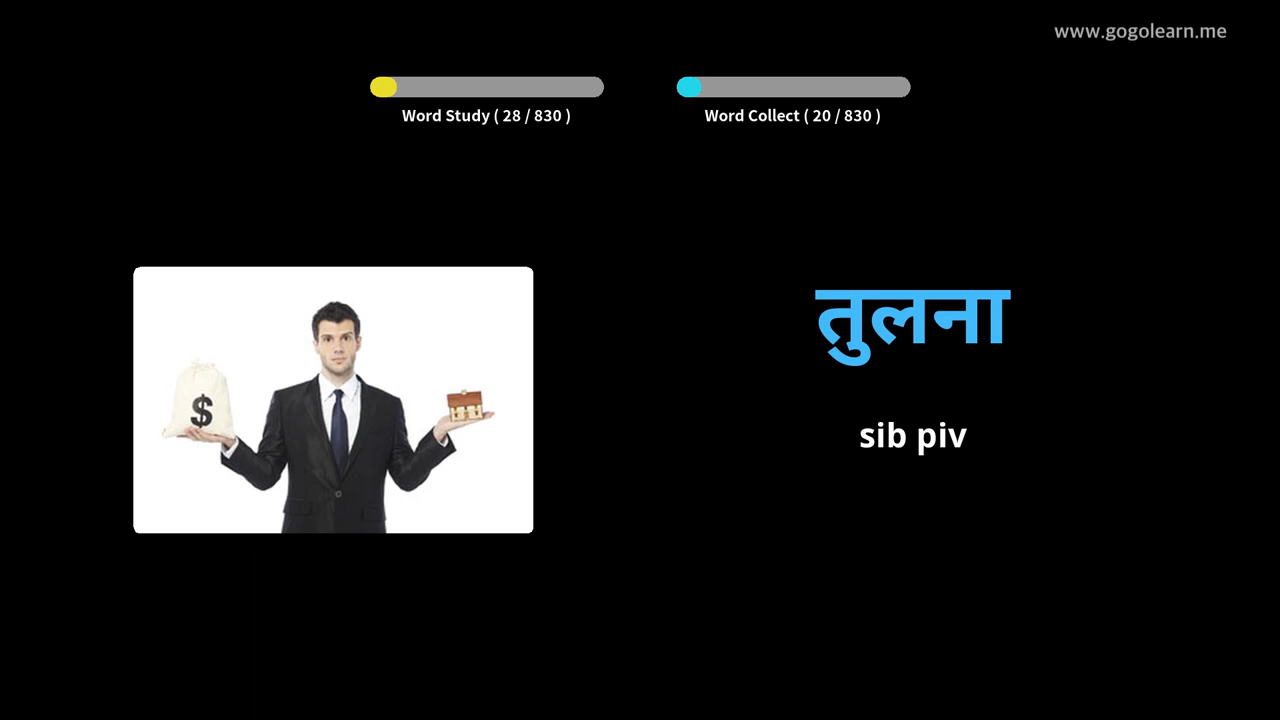 www.gogolearn.me
Word Study ( 28 / 830 )
Word Collect ( 20 / 830 )
तुलना
sib piv
$